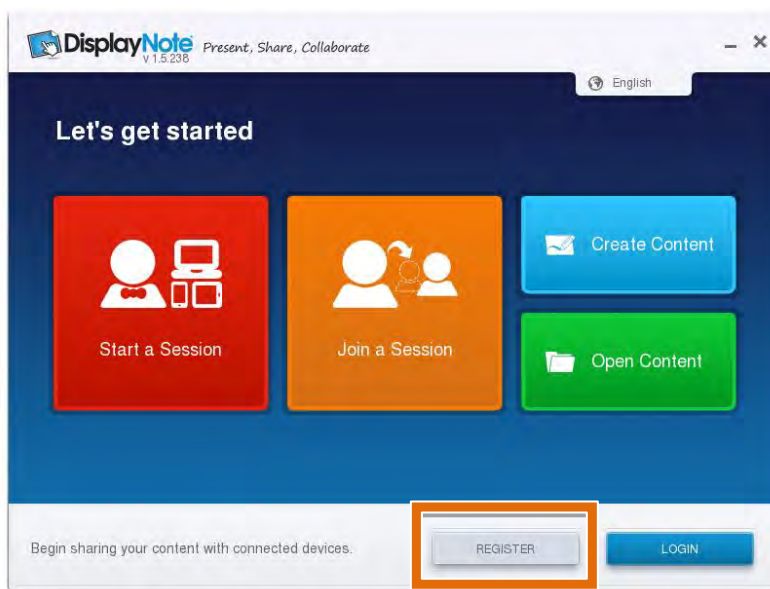 DisplayNote Present, Share, Collaborate
v 1.5.238
English
Let's get started
Start a Session
Join a Session
Create Content
Open Content
Begin sharing your content with connected devices.
REGISTER
LOGIN